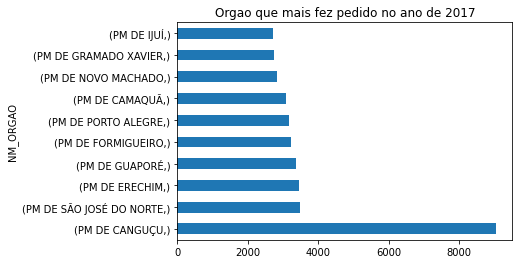 Orgao que mais fez pedido no ano de 2017
NM_ORGAO
(PM DE IJUÍ,)
(PM DE GRAMADO XAVIER,)
(PM DE NOVO MACHADO,)
(PM DE CAMAQUÃ,)
(PM DE PORTO ALEGRE,)
(PM DE FORMIGUEIRO,)
(PM DE GUAPORÉ,)
(PM DE ERECHIM,)
(PM DE SÃO JOSÉ DO NORTE,)
(PM DE CANGUÇU,)
0 2000 4000 6000 8000